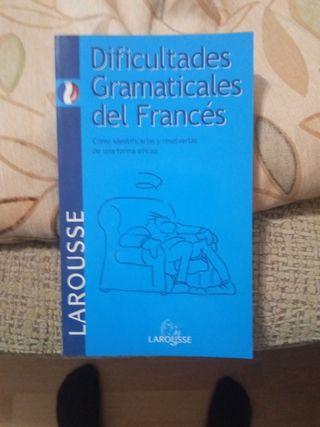 Dificultades
Gramaticales
del Francés
Cómo identificarlas y resolverlas
de una forma eficaz.
LAROUSSE
LAROUSSE